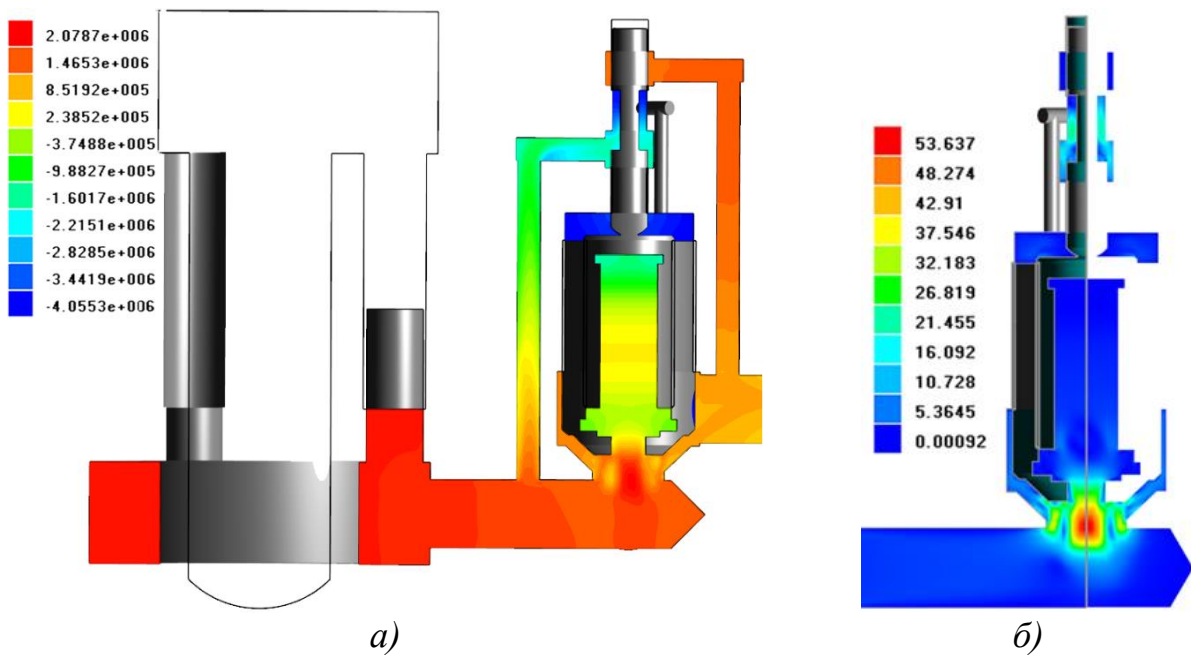 2.0787e+006
1.4653e+006
8.5192e+005
2.3852e+005
-3.7488e+005
-9.8827e+005
-1.6017e+006
-2.2151e+006
-2.8285e+006
-3.4419e+006
-4.0553e+006
53.637
48.274
42.91
37.546
32.183
26.819
21.455
16.092
10.728
5.3645
0.00092
а)
б)